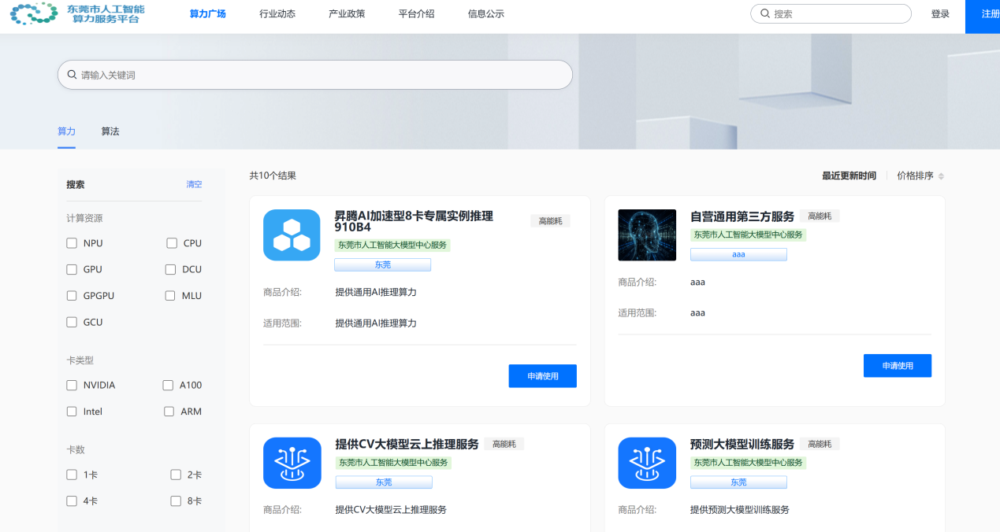 东莞市人工智能
算力服务平台
算力广场
行业动态
产业政策
平台介绍
信息公示
搜索
登录
注册
请输入关键词
算力
算法
搜索
清空
计算资源
NPU
CPU
GPU
DCU
GPGPU
MLU
GCU
卡类型
NVIDIA
A100
Intel
ARM
卡数
1卡
2卡
4卡
8卡
共10个结果
最近更新时间
价格排序
昇腾AI加速型8卡专属实例推理
910B4
高能耗
东莞市人工智能大模型中心服务
东莞
商品介绍:
提供通用AI推理算力
适用范围:
提供通用AI推理算力
申请使用
自营通用第三方服务
高能耗
东莞市人工智能大模型中心服务
aaa
商品介绍:
aaa
适用范围:
aaa
申请使用
提供CV大模型云上推理服务
高能耗
东莞市人工智能大模型中心服务
东莞
商品介绍:
提供CV大模型云上推理服务
预测大模型训练服务
高能耗
东莞市人工智能大模型中心服务
东莞
商品介绍:
提供预测大模型训练服务